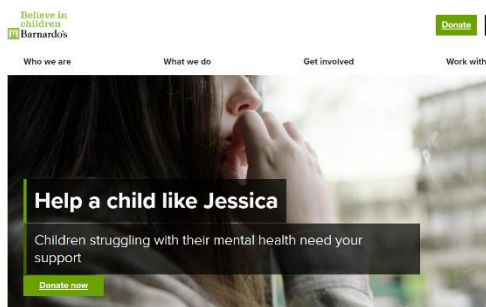 Believe in
children
Barnardo's
Donate
Who we are
What we do
Get involved
Work with
Help a child like Jessica
Children struggling with their mental health need your
support
Donate now